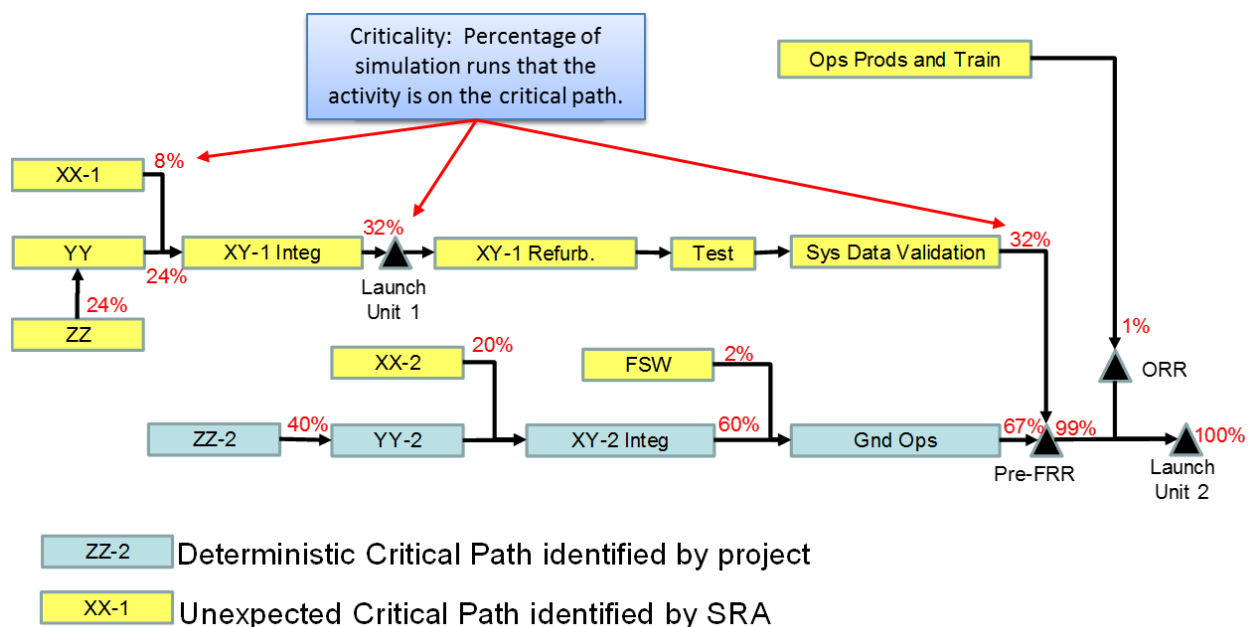 Criticality: Percentage of
simulation runs that the
activity is on the critical path.
Ops Prods and Train
XX-1
8%
YY
24%
XY-1 Integ
32%
Launch
Unit 1
XY-1 Refurb.
Test
Sys Data Validation
32%
24%
ZZ
1%
ORR
XX-2
20%
FSW
2%
ZZ-2
40%
YY-2
XY-2 Integ
60%
Gnd Ops
67%
99%
Pre-FRR
100%
Launch
Unit 2
ZZ-2
Deterministic Critical Path identified by project
XX-1
Unexpected Critical Path identified by SRA